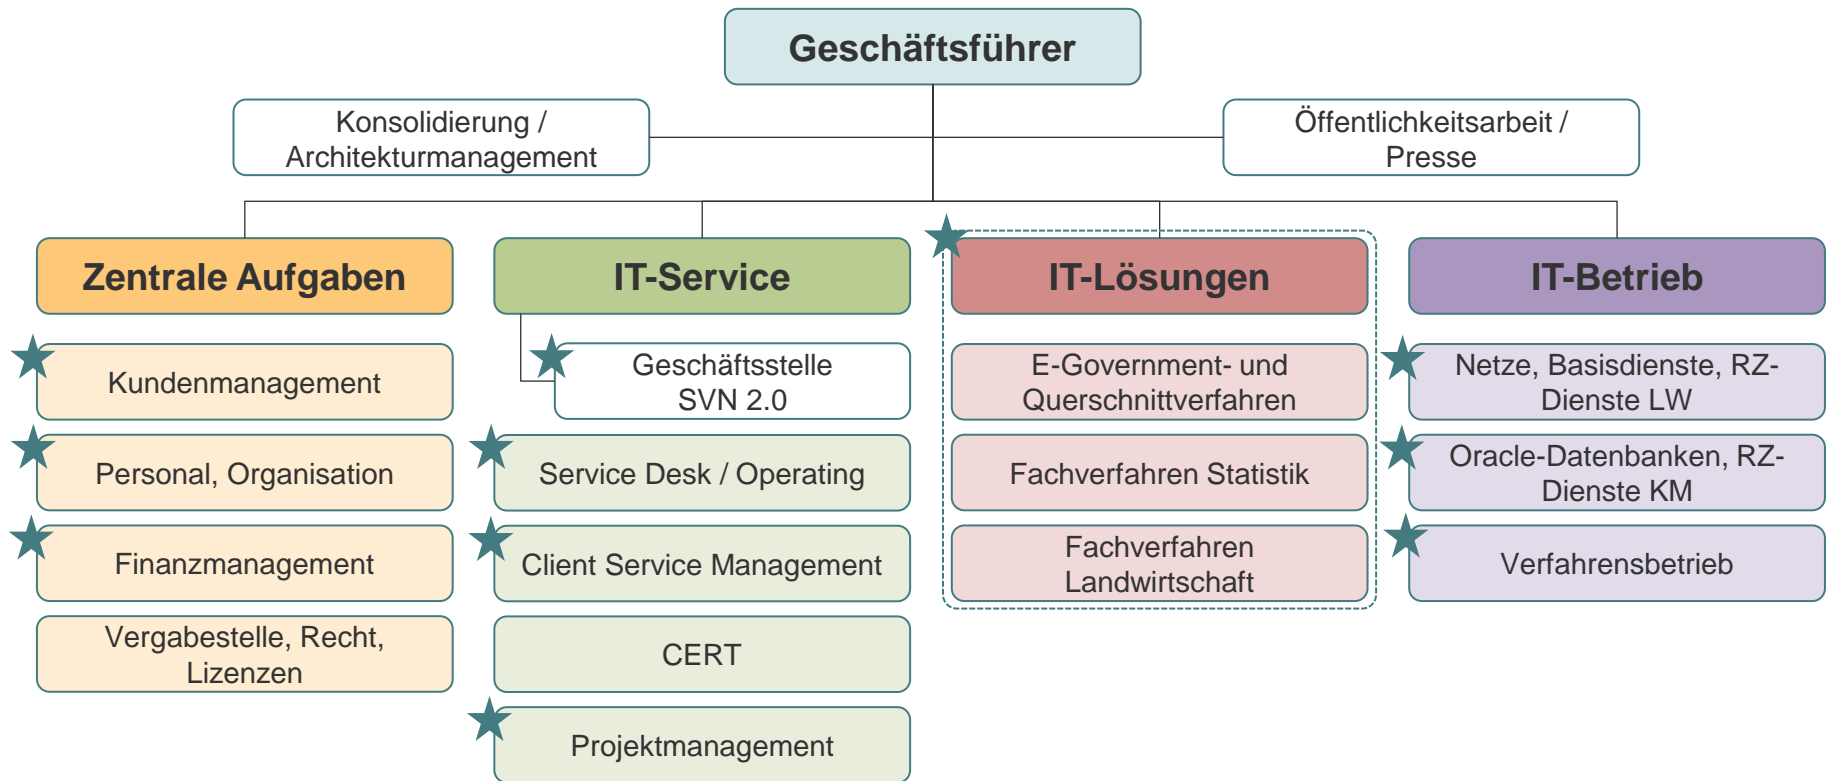 Geschäftsführer
Konsolidierung /
Architekturmanagement
Öffentlichkeitsarbeit /
Presse
Zentrale Aufgaben
Kundenmanagement
Personal, Organisation
Finanzmanagement
Vergabestelle, Recht,
Lizenzen
IT-Service
Geschäftsstelle
SVN 2.0
Service Desk / Operating
Client Service Management
CERT
Projektmanagement
IT-Lösungen
E-Government- und
Querschnittverfahren
Fachverfahren Statistik
Fachverfahren
Landwirtschaft
IT-Betrieb
Netze, Basisdienste, RZ-
Dienste LW
Oracle-Datenbanken, RZ-
Dienste KM
Verfahrensbetrieb